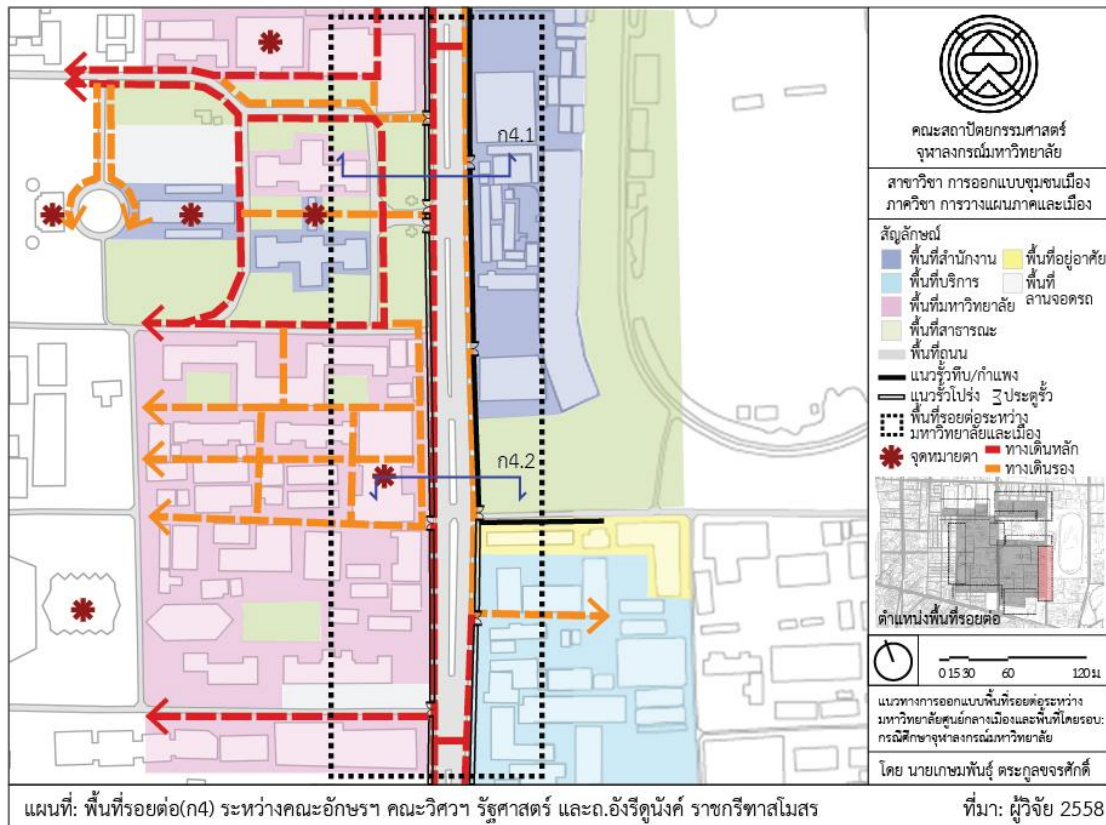 ก4.1
ก4.2
คณะสถาปัตยกรรมศาสตร์
จุฬาลงกรณ์มหาวิทยาลัย
สาขาวิชา การออกแบบชุมชนเมือง
ภาควิชา การวางแผนภาคและเมือง
สัญลักษณ์
พื้นที่สำนักงาน พื้นที่อยู่อาศัย
พื้นที่บริการ พื้นที่
ลานจอดรถ
พื้นที่มหาวิทยาลัย
พื้นที่สาธารณะ
พื้นที่ถนน
แนวรั้วทึบ/กำแพง
แนวรั้วโปร่ง ประตูรั้ว
พื้นที่รอยต่อระหว่าง
มหาวิทยาลัยและเมือง
จุดหมายตา ทางเดินหลัก
ทางเดินรอง
ตำแหน่งพื้นที่รอยต่อ
0 15 30 60 120 ม
แนวทางการออกแบบพื้นที่รอยต่อระหว่าง
มหาวิทยาลัยศูนย์กลางเมืองและพื้นที่โดยรอบ:
กรณีศึกษาจุฬาลงกรณ์มหาวิทยาลัย
โดย นายเกษมพันธุ์ ตระกูลขจรศักดิ์
แผนที่: พื้นที่รอยต่อ(ก4) ระหว่างคณะอักษรฯ คณะวิศวฯ รัฐศาสตร์ และถ.อังรีดูนังค์ ราชกรีฑาสโมสร ที่มา: ผู้วิจัย 2558